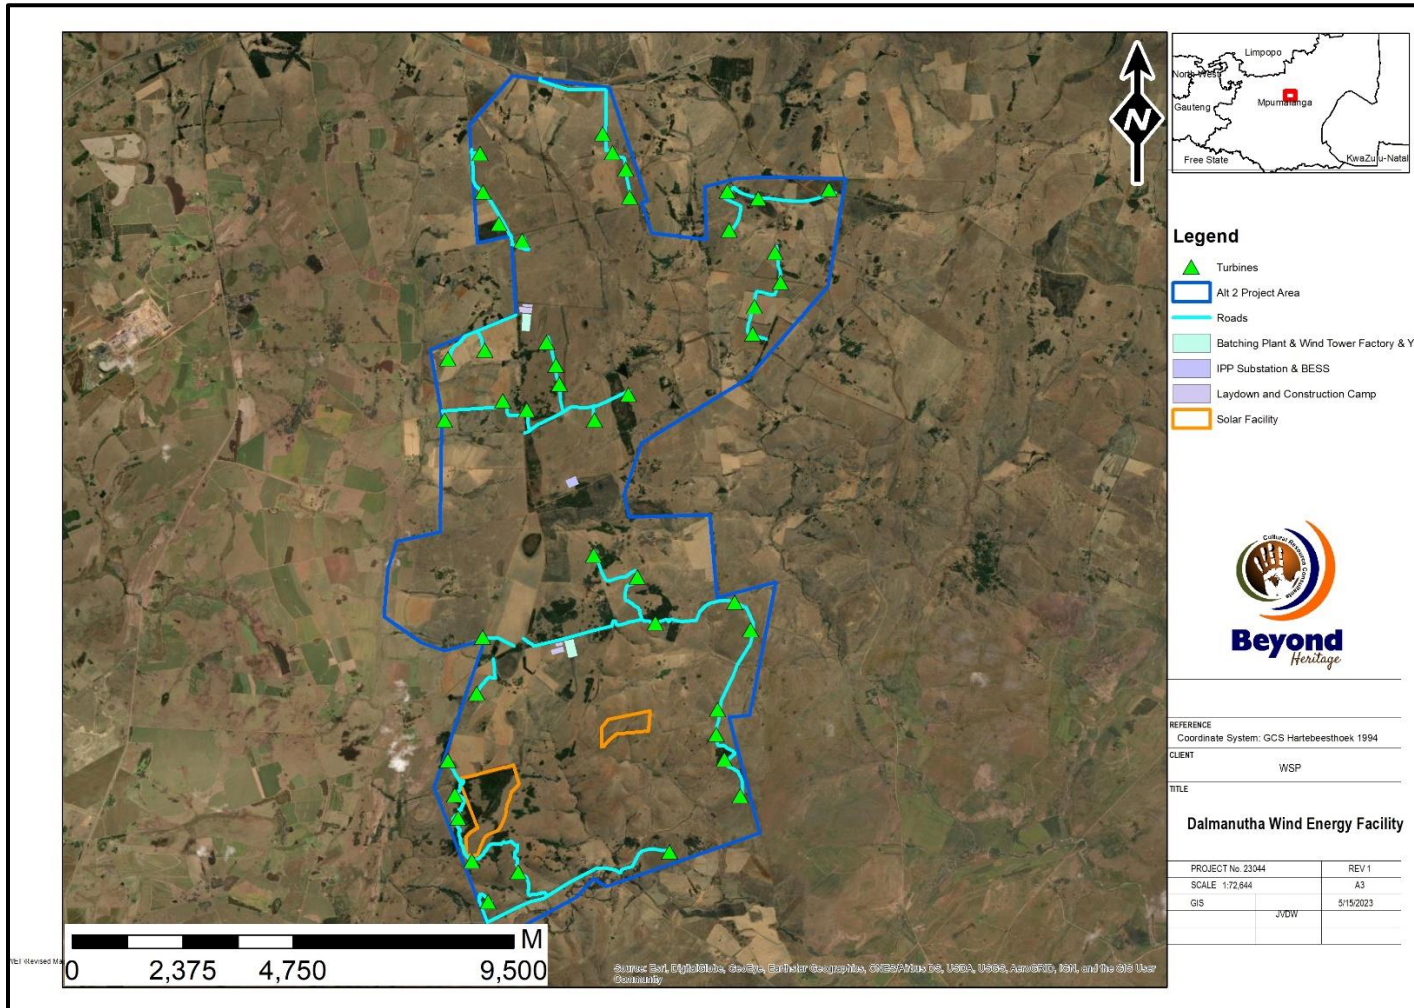 N
Limpopo
North West
Mpumalanga
Gauteng
Free State
KwaZulu-Natal
Legend
Turbines
Alt 2 Project Area
Roads
Batching Plant & Wind Tower Factory & Y
IPP Substation & BESS
Laydown and Construction Camp
Solar Facility
Cultural Resource Consultants
Beyond
Heritage
REFERENCE
Coordinate System: GCS Hartebeesthoek 1994
CLIENT
WSP
TITLE
Dalmanutha Wind Energy Facility
PROJECT No. 23044 REV 1
SCALE 1:72,644 A3
GIS JVDW 5/15/2023
M
0 2,375 4,750 9,500
Source: Esri, DigitalGlobe, GeoEye, Earthstar Geographics, CNES/Airbus DS, USDA, USGS, AeroGRID, IGN, and the GIS User
Community